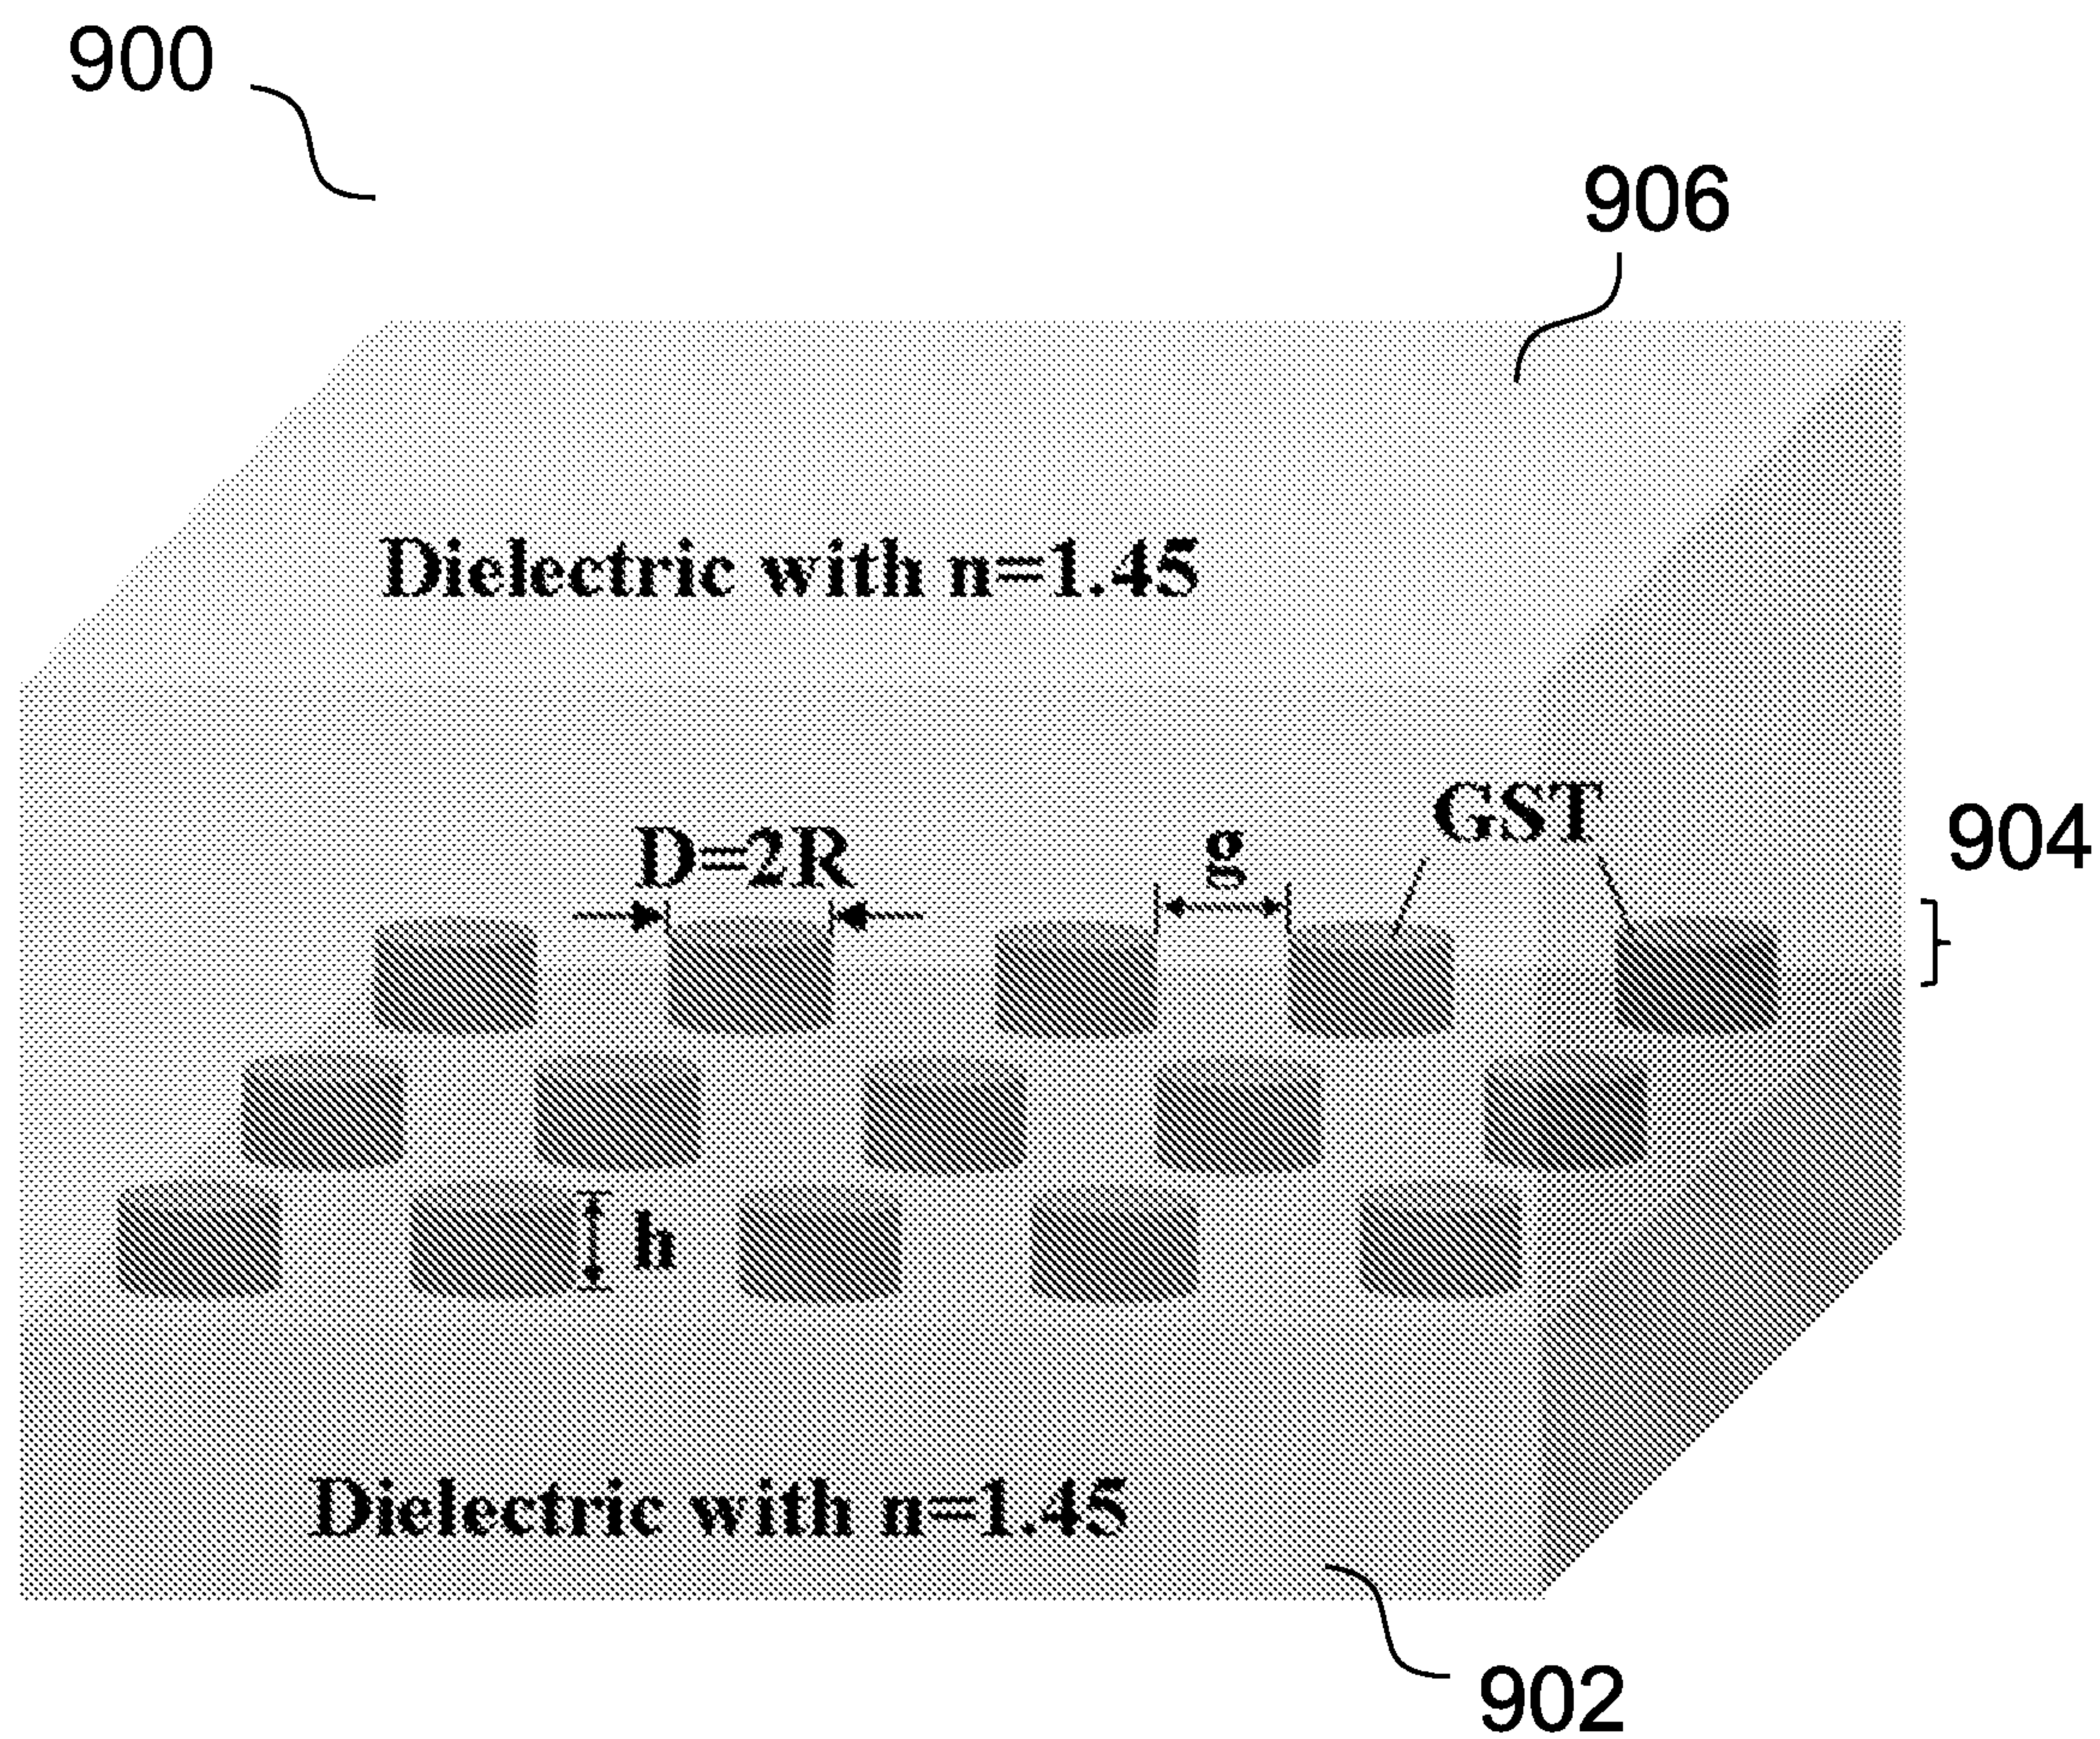 900
906
Dielectric with n=1.45
GST
904
D=2R
g
h
Dielectric with n=1.45
902